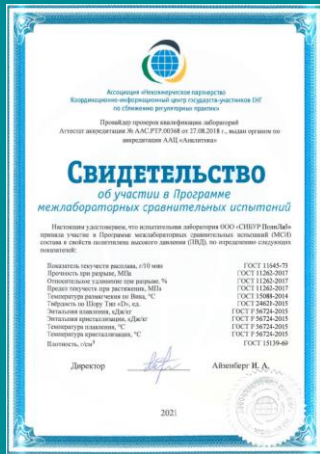 Ассоциация «Некоммерческое партнерство
Координационно-информационный центр государств-участников СНГ
по сближению регуляторных практик»
Провайдер проверок квалификации лабораторий
Аттестат аккредитации № ААС.РТР.00368 от 27.08.2018 г., выдан органом по
аккредитации ААЦ «Аналитика»
Свидетельство
об участии в Программе
межлабораторных сравнительных испытаний
Настоящим удостоверяем, что испытательная лаборатория ООО «СИБУР ПолиЛаб»
приняла участие в Программе межлабораторных сравнительных испытаний (МСИ)
состава и свойств полиэтилена высокого давления (ПВД), по определению следующих
показателей:
Показатель текучести расплава, г/10 мин ГОСТ 11645-73
Прочность при разрыве, МПа ГОСТ 11262-2017
Относительное удлинение при разрыве, % ГОСТ 11262-2017
Предел текучести при растяжении, МПа ГОСТ 11262-2017
Температура размягчения по Вика, °С ГОСТ 15088-2014
Твёрдость по Шору Тип «D», ед. ГОСТ 24621-2015
Энтальпия плавления, кДж/кг ГОСТ Р 56724-2015
Энтальпия кристаллизации, кДж/кг ГОСТ Р 56724-2015
Температура плавления, °С ГОСТ Р 56724-2015
Температура кристаллизации, °С ГОСТ Р 56724-2015
Плотность, г/см³ ГОСТ 15139-69
Директор Айзенберг И. А.
2021